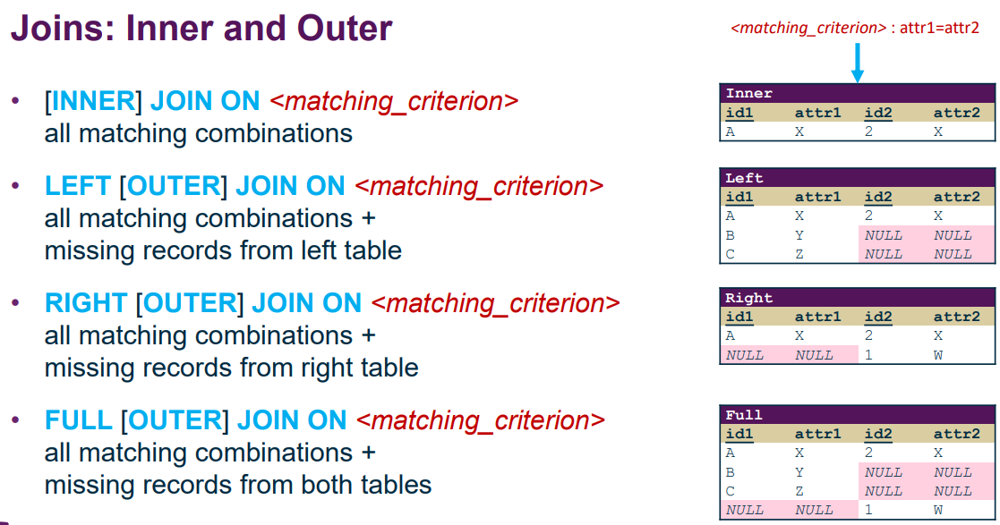 Joins: Inner and Outer
• [INNER] JOIN ON <matching_criterion>
all matching combinations
• LEFT [OUTER] JOIN ON <matching_criterion>
all matching combinations +
missing records from left table
• RIGHT [OUTER] JOIN ON <matching_criterion>
all matching combinations +
missing records from right table
• FULL [OUTER] JOIN ON <matching_criterion>
all matching combinations +
missing records from both tables
<matching_criterion> : attr1=attr2
Inner
id1 attr1 id2 attr2
A X 2 X
Left
id1 attr1 id2 attr2
A X 2 X
B Y NULL NULL
C Z NULL NULL
Right
id1 attr1 id2 attr2
A X 2 X
NULL NULL 1 W
Full
id1 attr1 id2 attr2
A X 2 X
B Y NULL NULL
C Z NULL NULL
NULL NULL 1 W